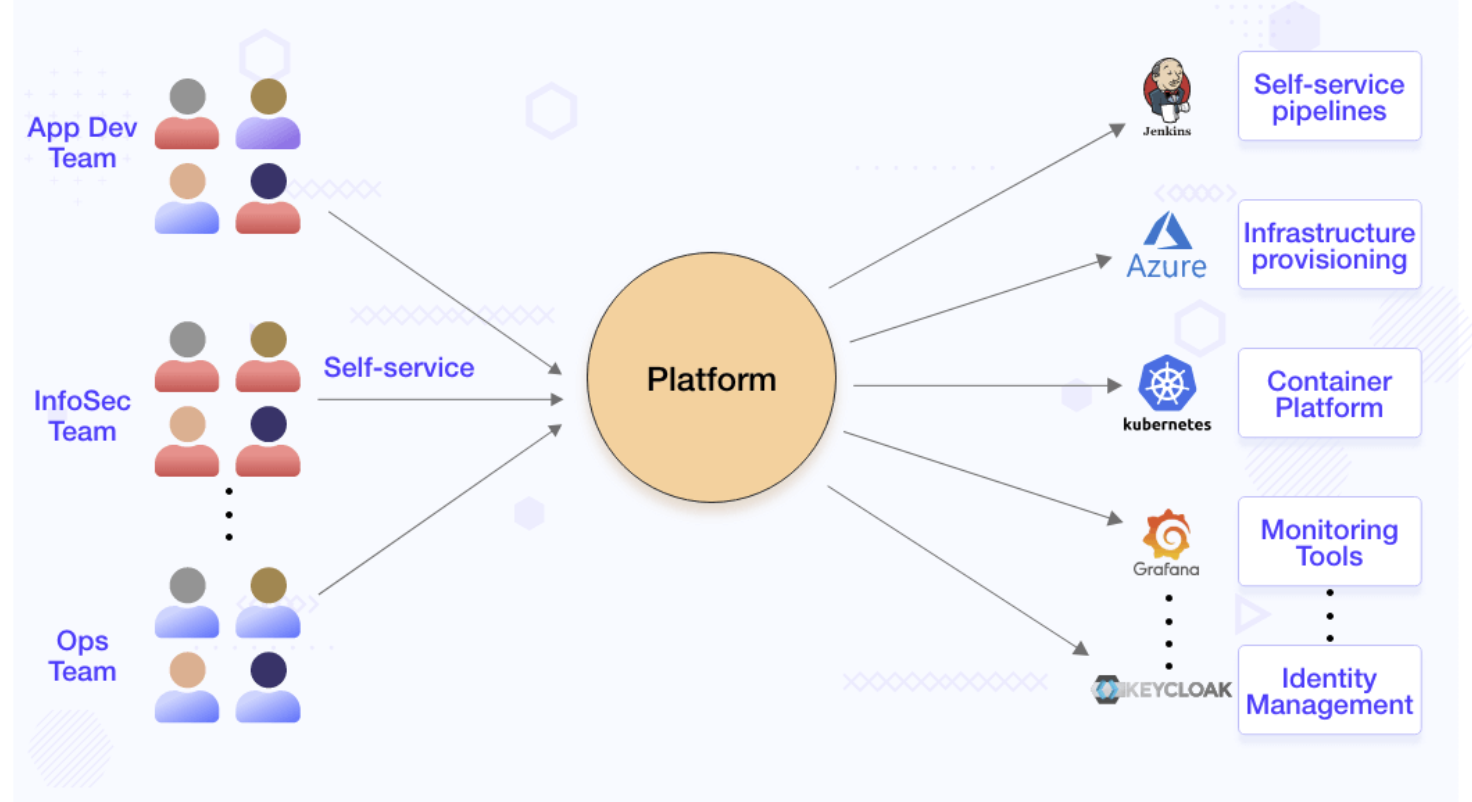 App Dev
Team
InfoSec
Team
Ops
Team
Self-service
Platform
Jenkins
Self-service
pipelines
Azure
Infrastructure
provisioning
kubernetes
Container
Platform
Grafana
Monitoring
Tools
KEYCLOAK
Identity
Management